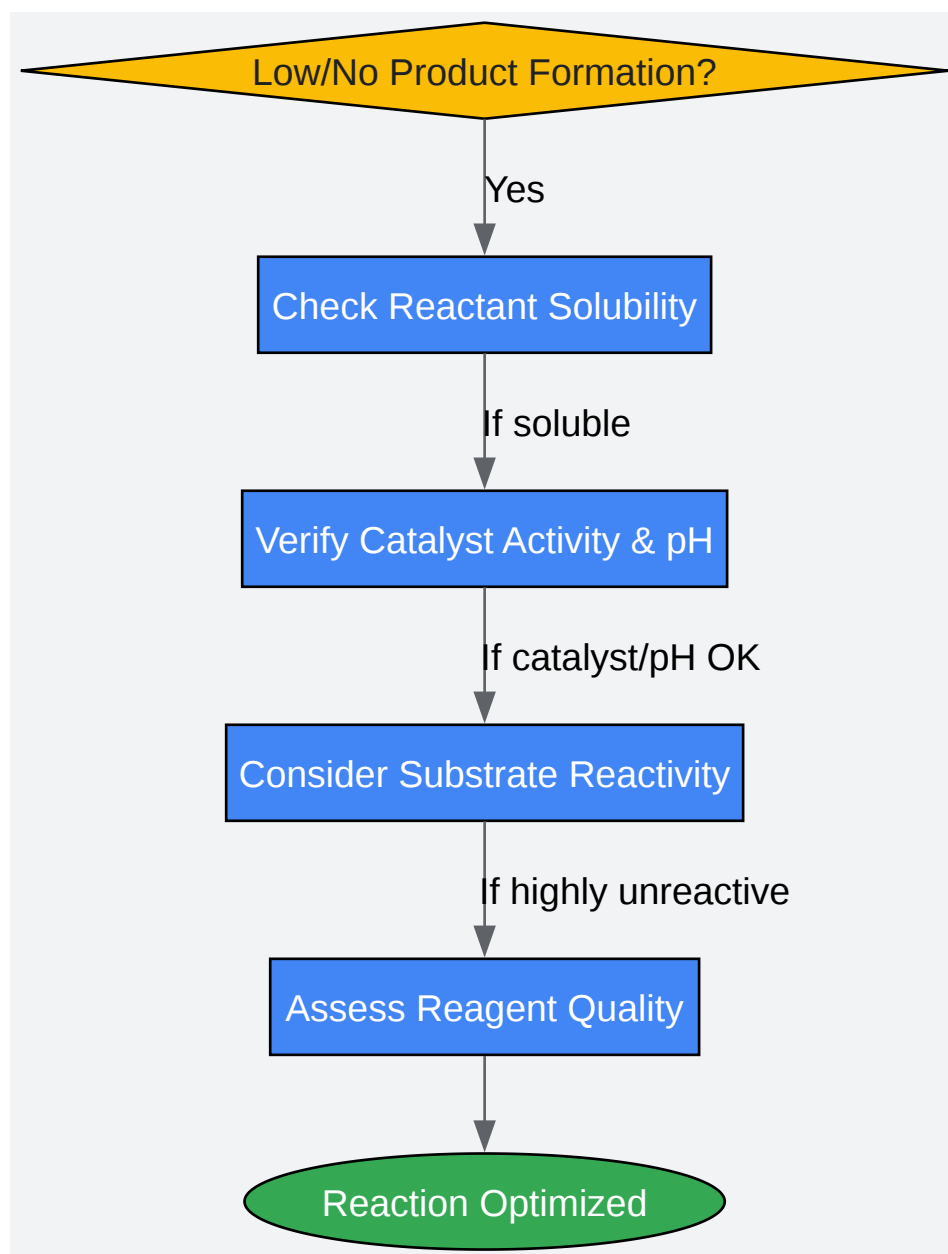 Low/No Product Formation?
Yes
Check Reactant Solubility
If soluble
Verify Catalyst Activity & pH
If catalyst/pH OK
Consider Substrate Reactivity
If highly unreactive
Assess Reagent Quality
Reaction Optimized